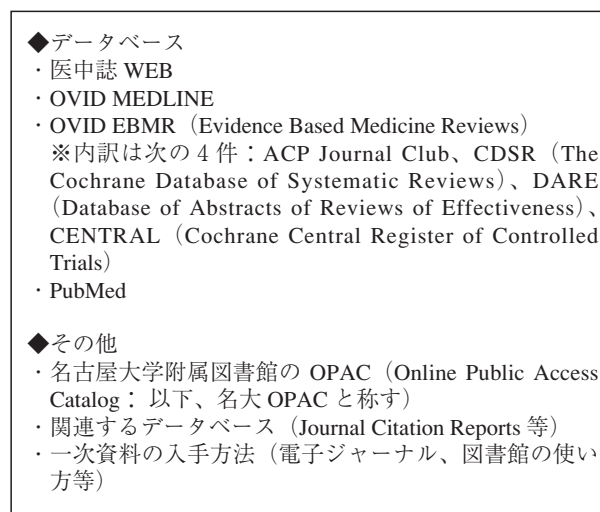 ◆データベース
・医中誌 WEB
・OVID MEDLINE
・OVID EBMR（Evidence Based Medicine Reviews）
※内訳は次の 4 件：ACP Journal Club、CDSR（The
Cochrane Database of Systematic Reviews）、DARE
（Database of Abstracts of Reviews of Effectiveness）、
CENTRAL（Cochrane Central Register of Controlled
Trials）
・PubMed
◆その他
・名古屋大学附属図書館の OPAC（Online Public Access
Catalog： 以下、名大 OPAC と称す）
・関連するデータベース（Journal Citation Reports 等）
・一次資料の入手方法（電子ジャーナル、図書館の使い
方等）